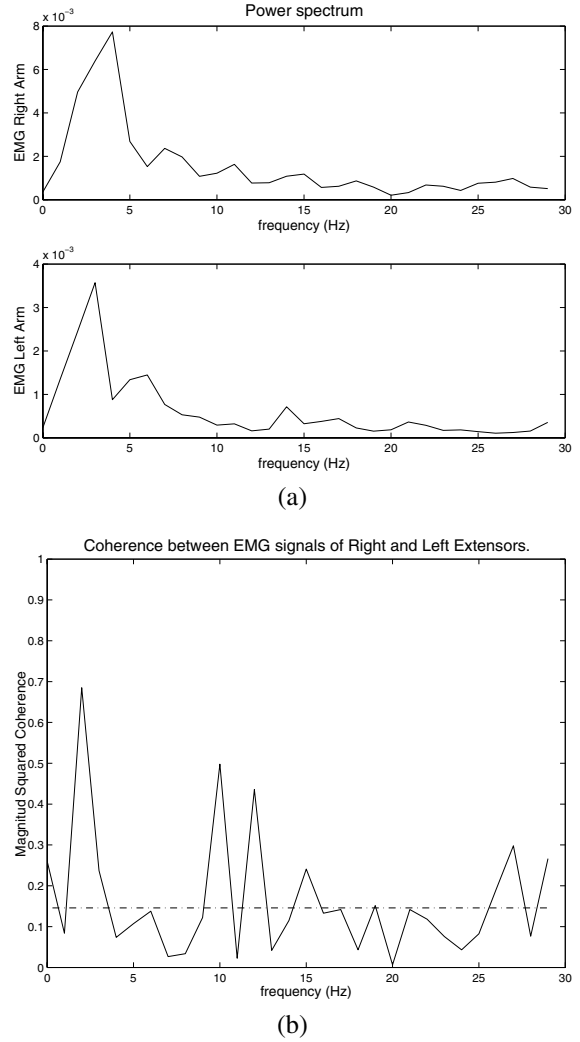 Power spectrum
x 10⁻³
8
6
4
2
0
EMG Right Arm
0 5 10 15 20 25 30
frequency (Hz)
x 10⁻³
4
3
2
1
0
EMG Left Arm
0 5 10 15 20 25 30
frequency (Hz)
(a)
Coherence between EMG signals of Right and Left Extensors.
1
0.9
0.8
0.7
0.6
0.5
0.4
0.3
0.2
0.1
0
Magnitud Squared Coherence
0 5 10 15 20 25 30
frequency (Hz)
(b)